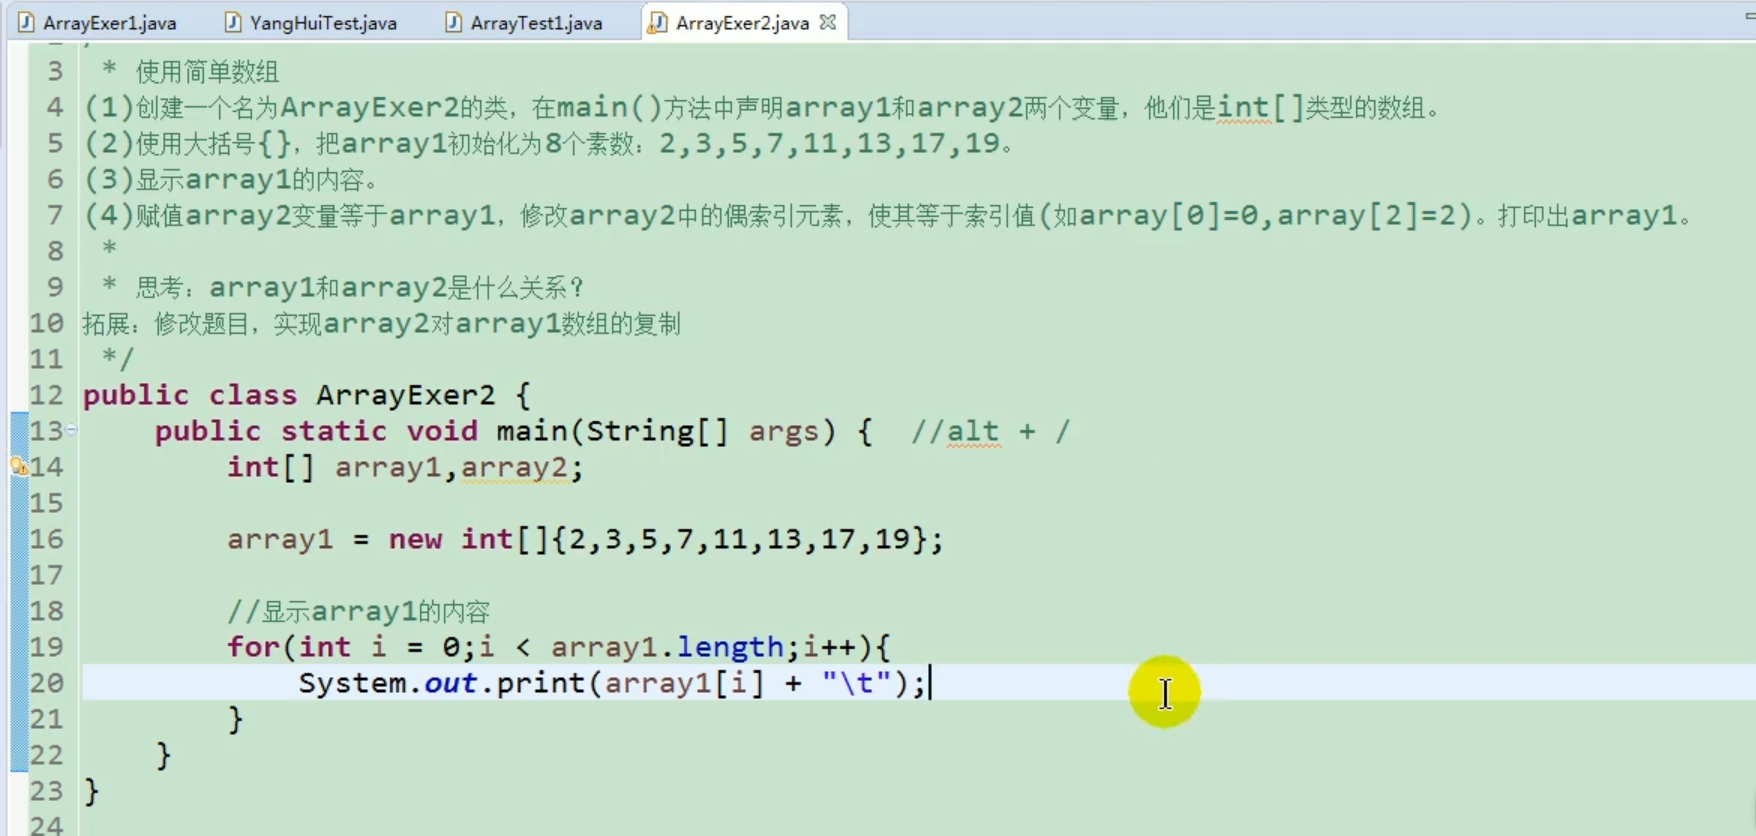 ArrayExer1.java YangHuiTest.java ArrayTest1.java ArrayExer2.java
3 * 使用简单数组
4 (1)创建一个名为ArrayExer2的类，在main()方法中声明array1和array2两个变量，他们是int[]类型的数组。
5 (2)使用大括号{}，把array1初始化为8个素数：2,3,5,7,11,13,17,19。
6 (3)显示array1的内容。
7 (4)赋值array2变量等于array1，修改array2中的偶索引元素，使其等于索引值(如array[0]=0,array[2]=2)。打印出array1。
8 *
9 * 思考：array1和array2是什么关系？
10 拓展：修改题目，实现array2对array1数组的复制
11 */
12 public class ArrayExer2 {
13 public static void main(String[] args) { //alt + /
14 int[] array1,array2;
15
16 array1 = new int[]{2,3,5,7,11,13,17,19};
17
18 //显示array1的内容
19 for(int i = 0;i < array1.length;i++){
20 System.out.print(array1[i] + "\t");
21 }
22 }
23 }
24